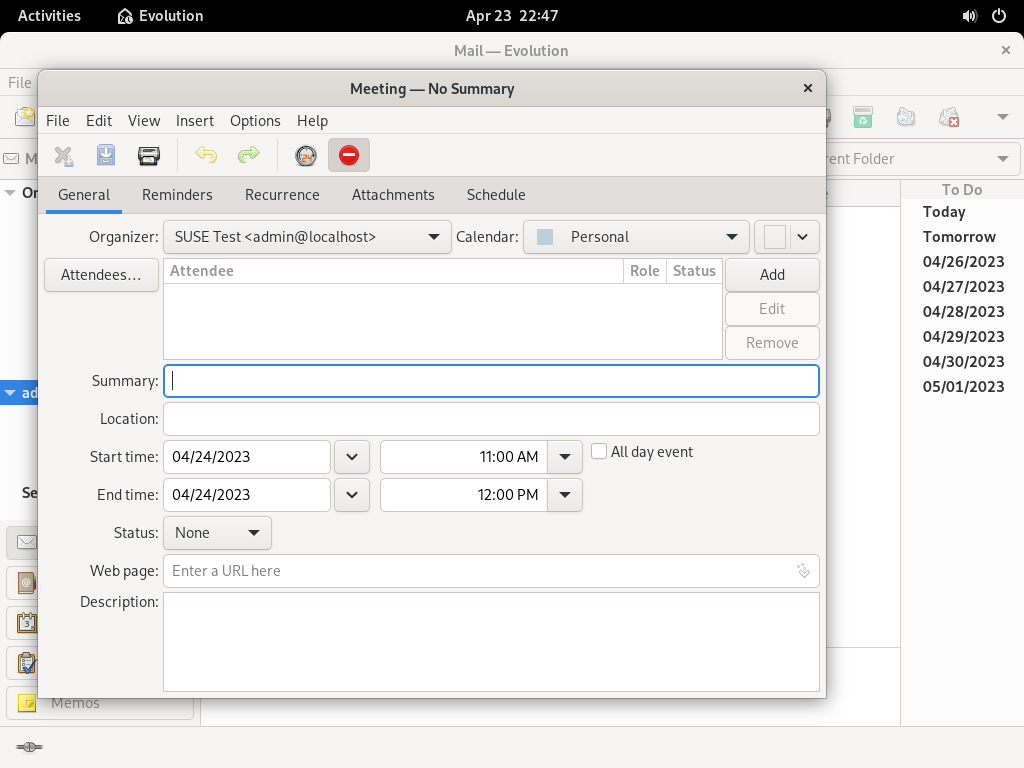 Activities Evolution Apr 23 22:47
Mail — Evolution
File
Meeting — No Summary
File Edit View Insert Options Help
General Reminders Recurrence Attachments Schedule
Organizer: SUSE Test <admin@localhost> Calendar: Personal
Attendees… Attendee Role Status Add
Edit
Remove
Summary:
Location:
Start time: 04/24/2023 11:00 AM All day event
End time: 04/24/2023 12:00 PM
Status: None
Web page: Enter a URL here
Description:
Memos
Folder
To Do
Today
Tomorrow
04/26/2023
04/27/2023
04/28/2023
04/29/2023
04/30/2023
05/01/2023